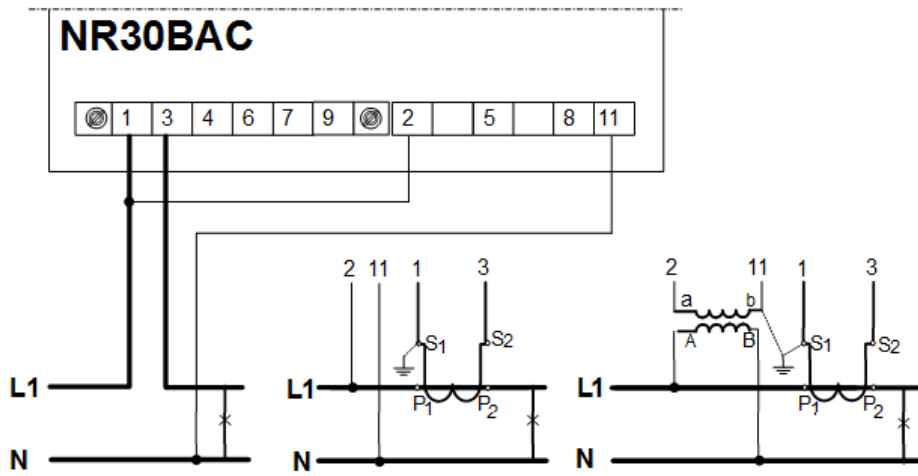 NR30BAC
1 3 4 6 7 9 2 5 8 11
2 11 1 3 2 11 1 3
a b
S1 S2 A B S1 S2
L1 L1 L1
P1 P2 P1 P2
N N N